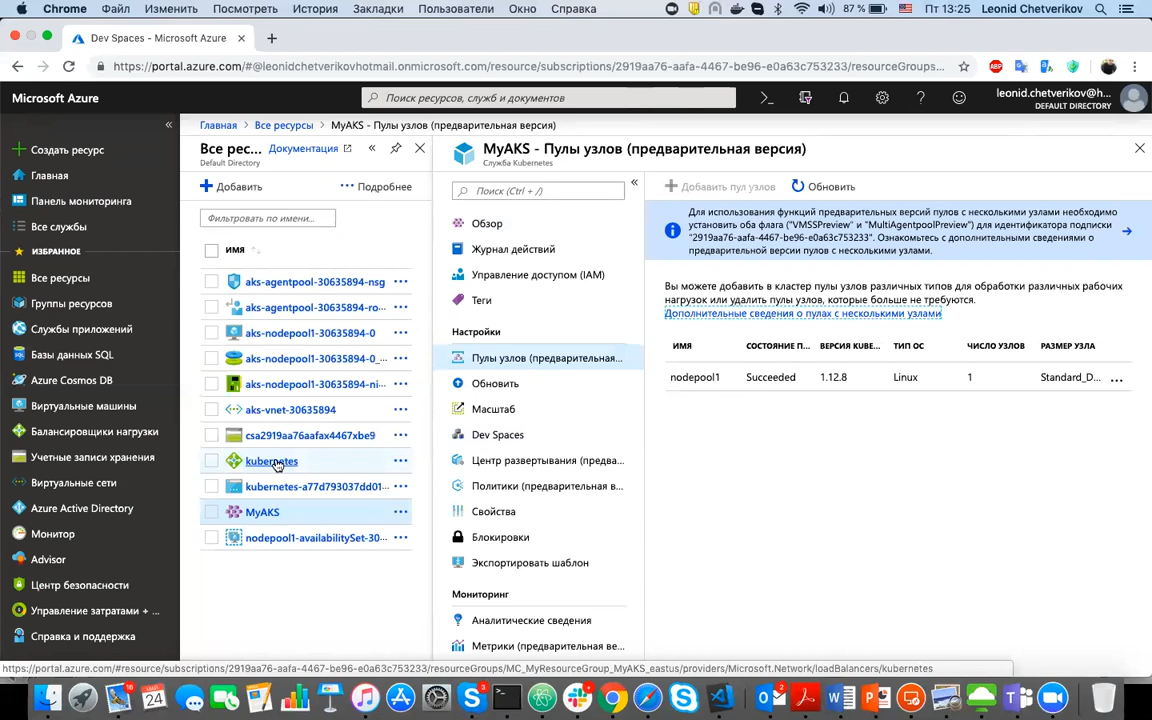 Chrome Файл Изменить Посмотреть История Закладки Пользователи Окно Справка 87 % Пт 13:25 Leonid Chetverikov
Dev Spaces - Microsoft Azure
https://portal.azure.com/#@leonidchetverikovhotmail.onmicrosoft.com/resource/subscriptions/2919aa76-aafa-4467-be96-e0a63c753233/resourceGroups... ABP
Microsoft Azure
Поиск ресурсов, служб и документов
leonid.chetverikov@h...
DEFAULT DIRECTORY
Создать ресурс
Главная
Панель мониторинга
Все службы
ИЗБРАННОЕ
Все ресурсы
Группы ресурсов
Службы приложений
Базы данных SQL
Azure Cosmos DB
Виртуальные машины
Балансировщики нагрузки
Учетные записи хранения
Виртуальные сети
Azure Active Directory
Монитор
Advisor
Центр безопасности
Управление затратами + ...
Справка и поддержка
Главная > Все ресурсы > MyAKS - Пулы узлов (предварительная версия)
Все рес... Документация
Default Directory
Добавить ... Подробнее
Фильтровать по имени...
ИМЯ
aks-agentpool-30635894-nsg
aks-agentpool-30635894-ro...
aks-nodepool1-30635894-0
aks-nodepool1-30635894-0_...
aks-nodepool1-30635894-ni...
aks-vnet-30635894
csa2919aa76aafax4467xbe9
kubernetes
kubernetes-a77d793037dd01...
MyAKS
nodepool1-availabilitySet-30...
MyAKS - Пулы узлов (предварительная версия)
Служба Kubernetes
Поиск (Ctrl + /)
Обзор
Журнал действий
Управление доступом (IAM)
Теги
Настройки
Пулы узлов (предварительная...
Обновить
Масштаб
Dev Spaces
Центр развертывания (предва...
Политики (предварительная в...
Свойства
Блокировки
Экспортировать шаблон
Мониторинг
Аналитические сведения
Метрики (предварительная ве...
Добавить пул узлов Обновить
Для использования функций предварительных версий пулов с несколькими узлами необходимо
установить оба флага ("VMSSPreview" и "MultiAgentpoolPreview") для идентификатора подписки
"2919aa76-aafa-4467-be96-e0a63c753233". Ознакомьтесь с дополнительными сведениями о
предварительной версии пулов с несколькими узлами.
Вы можете добавить в кластер пулы узлов различных типов для обработки различных рабочих
нагрузок или удалить пулы узлов, которые больше не требуются.
Дополнительные сведения о пулах с несколькими узлами
ИМЯ СОСТОЯНИЕ П... ВЕРСИЯ KUBE... ТИП ОС ЧИСЛО УЗЛОВ РАЗМЕР УЗЛА
nodepool1 Succeeded 1.12.8 Linux 1 Standard_D...
https://portal.azure.com/#resource/subscriptions/2919aa76-aafa-4467-be96-e0a63c753233/resourceGroups/MC_MyResourceGroup_MyAKS_eastus/providers/Microsoft.Network/loadBalancers/kubernetes